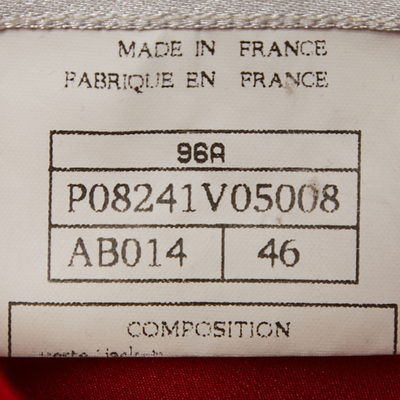 MADE IN FRANCE
FABRIQUE EN FRANCE
96A
P08241V05008
AB014 46
COMPOSITION